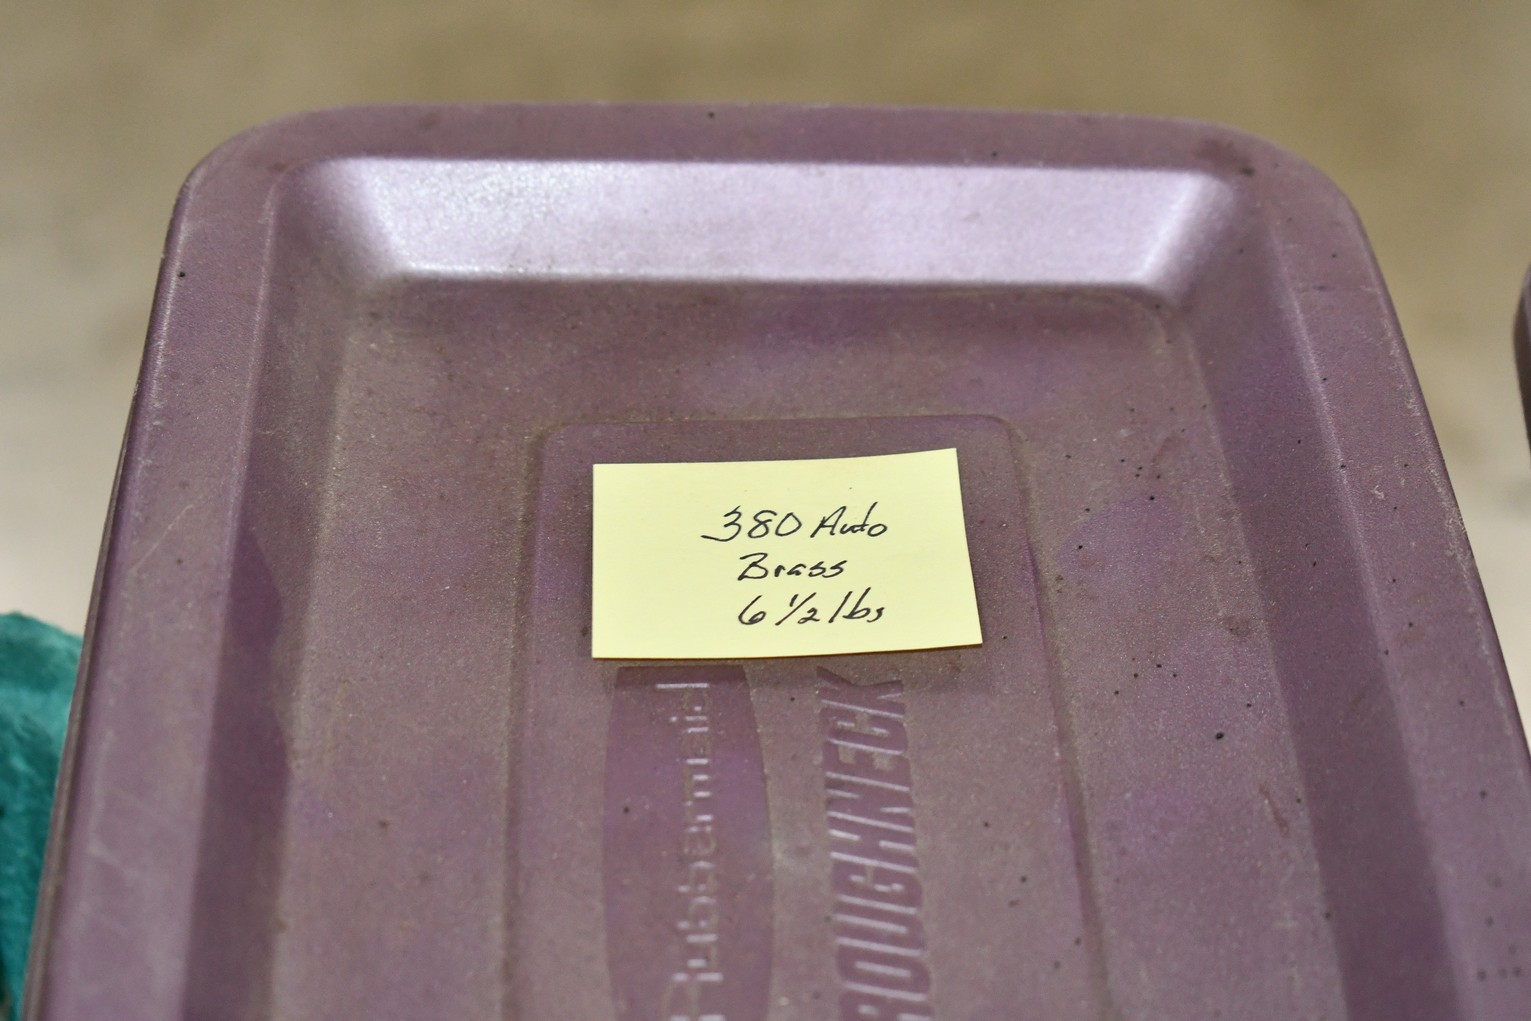 380 Auto
Brass
6 1/2 lbs
Rubbermaid
ROUGHNECK